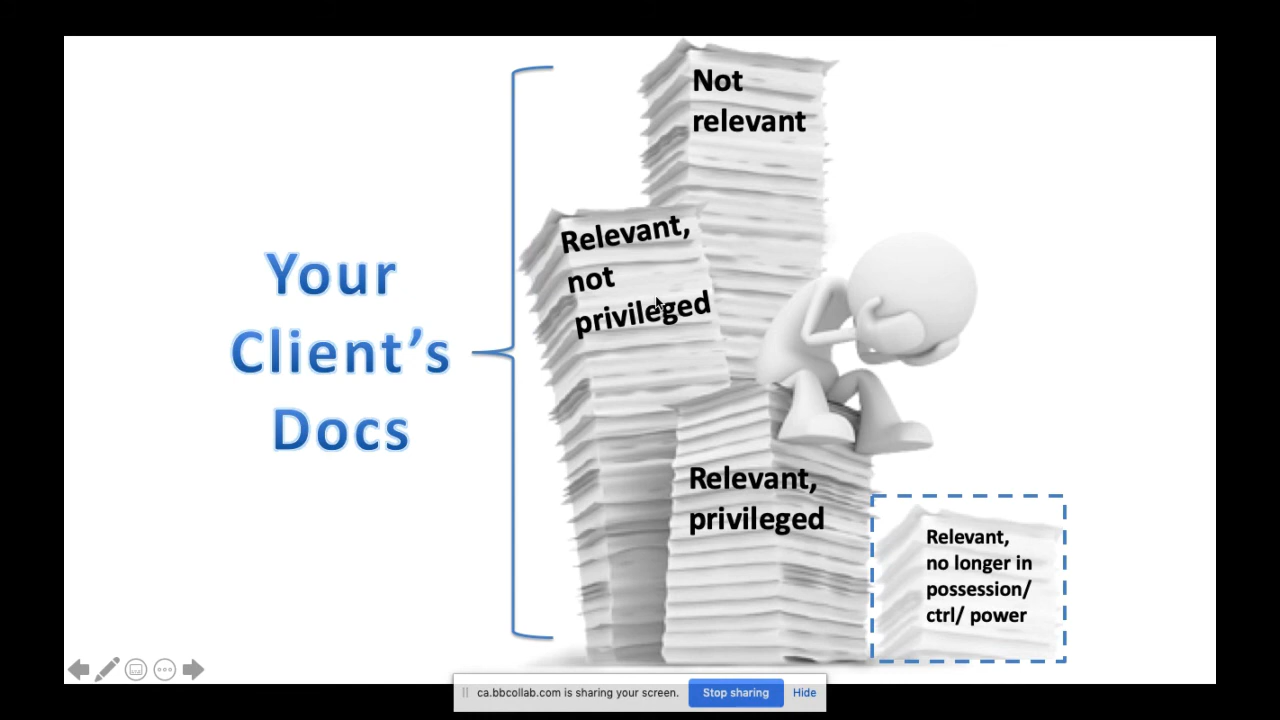 Not
relevant
Relevant,
not
privileged
Your
Client's
Docs
Relevant,
privileged
Relevant,
no longer in
possession/
ctrl/ power
ca.bbcollab.com is sharing your screen.
Stop sharing
Hide